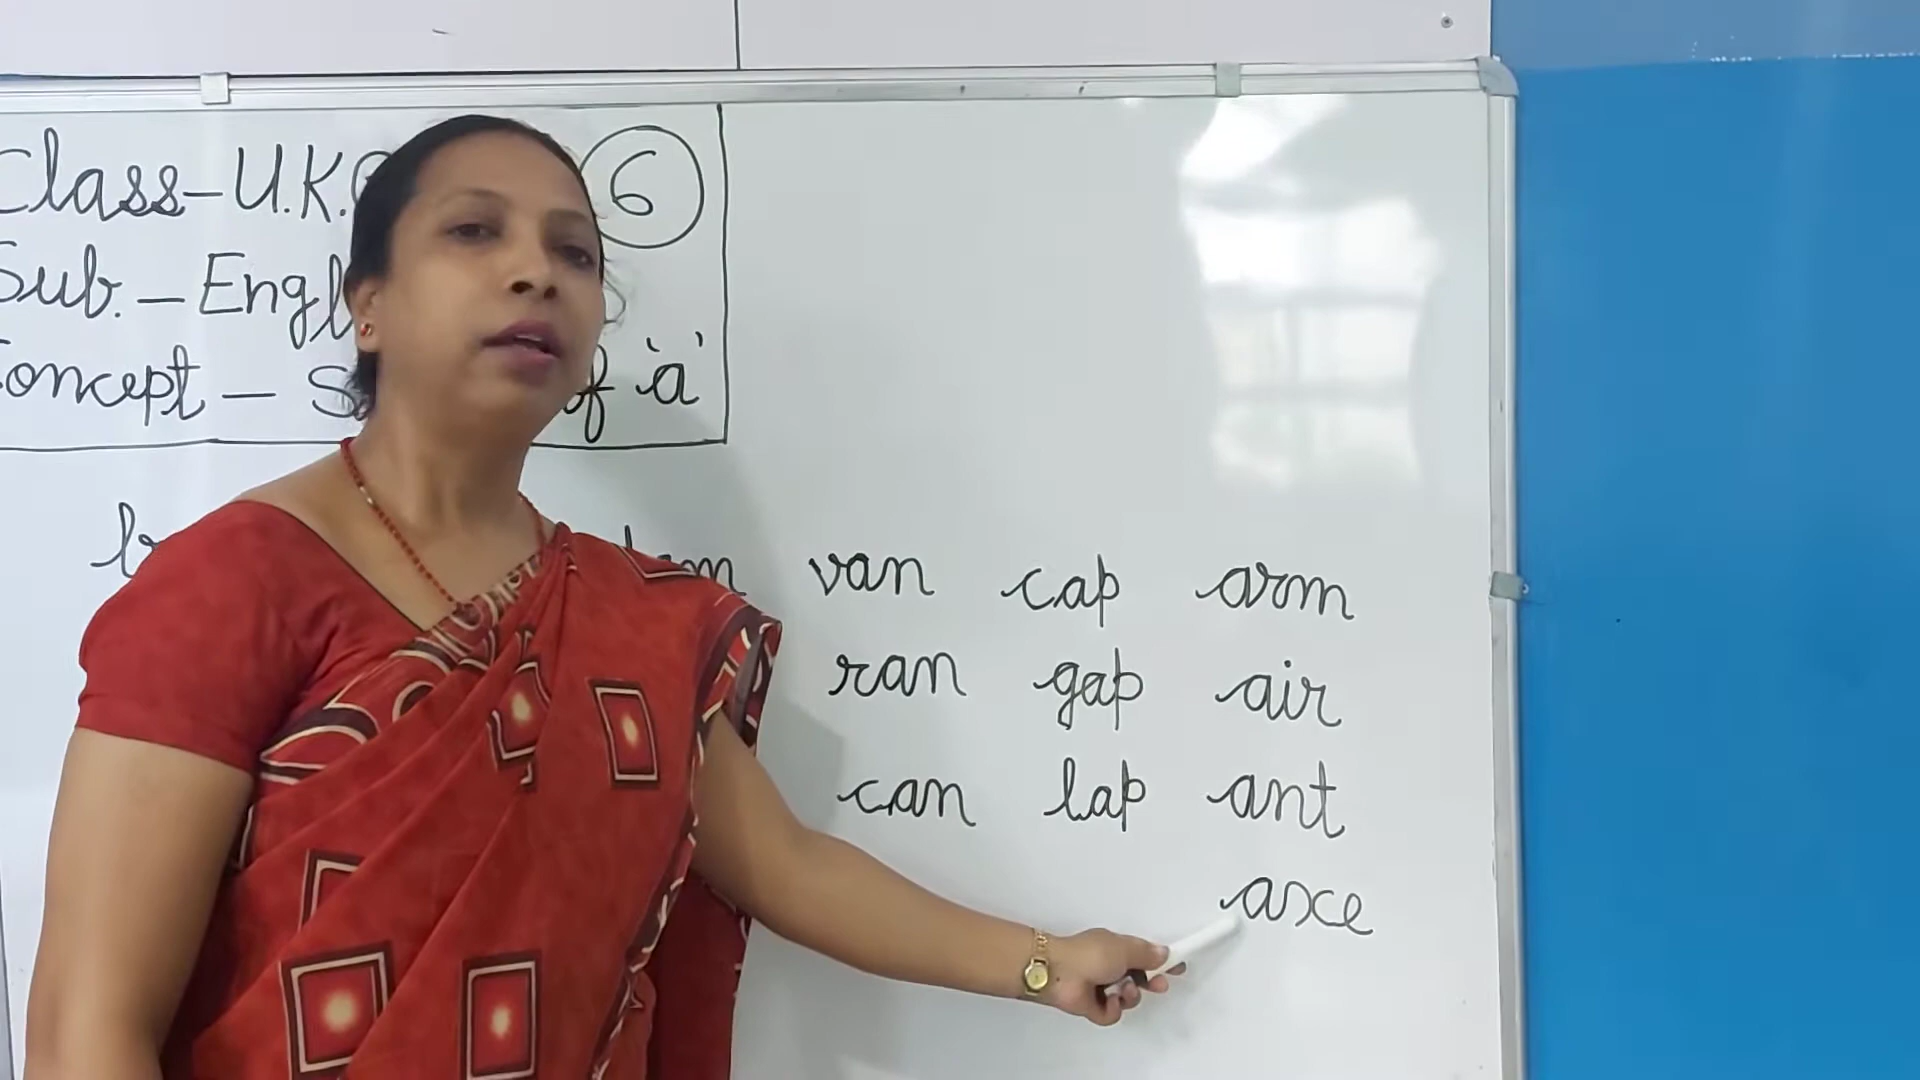 Class-U.K. 6
Sub. - Engl
Concept - of 'a'
van cap arm
ran gap air
can lap ant
axe